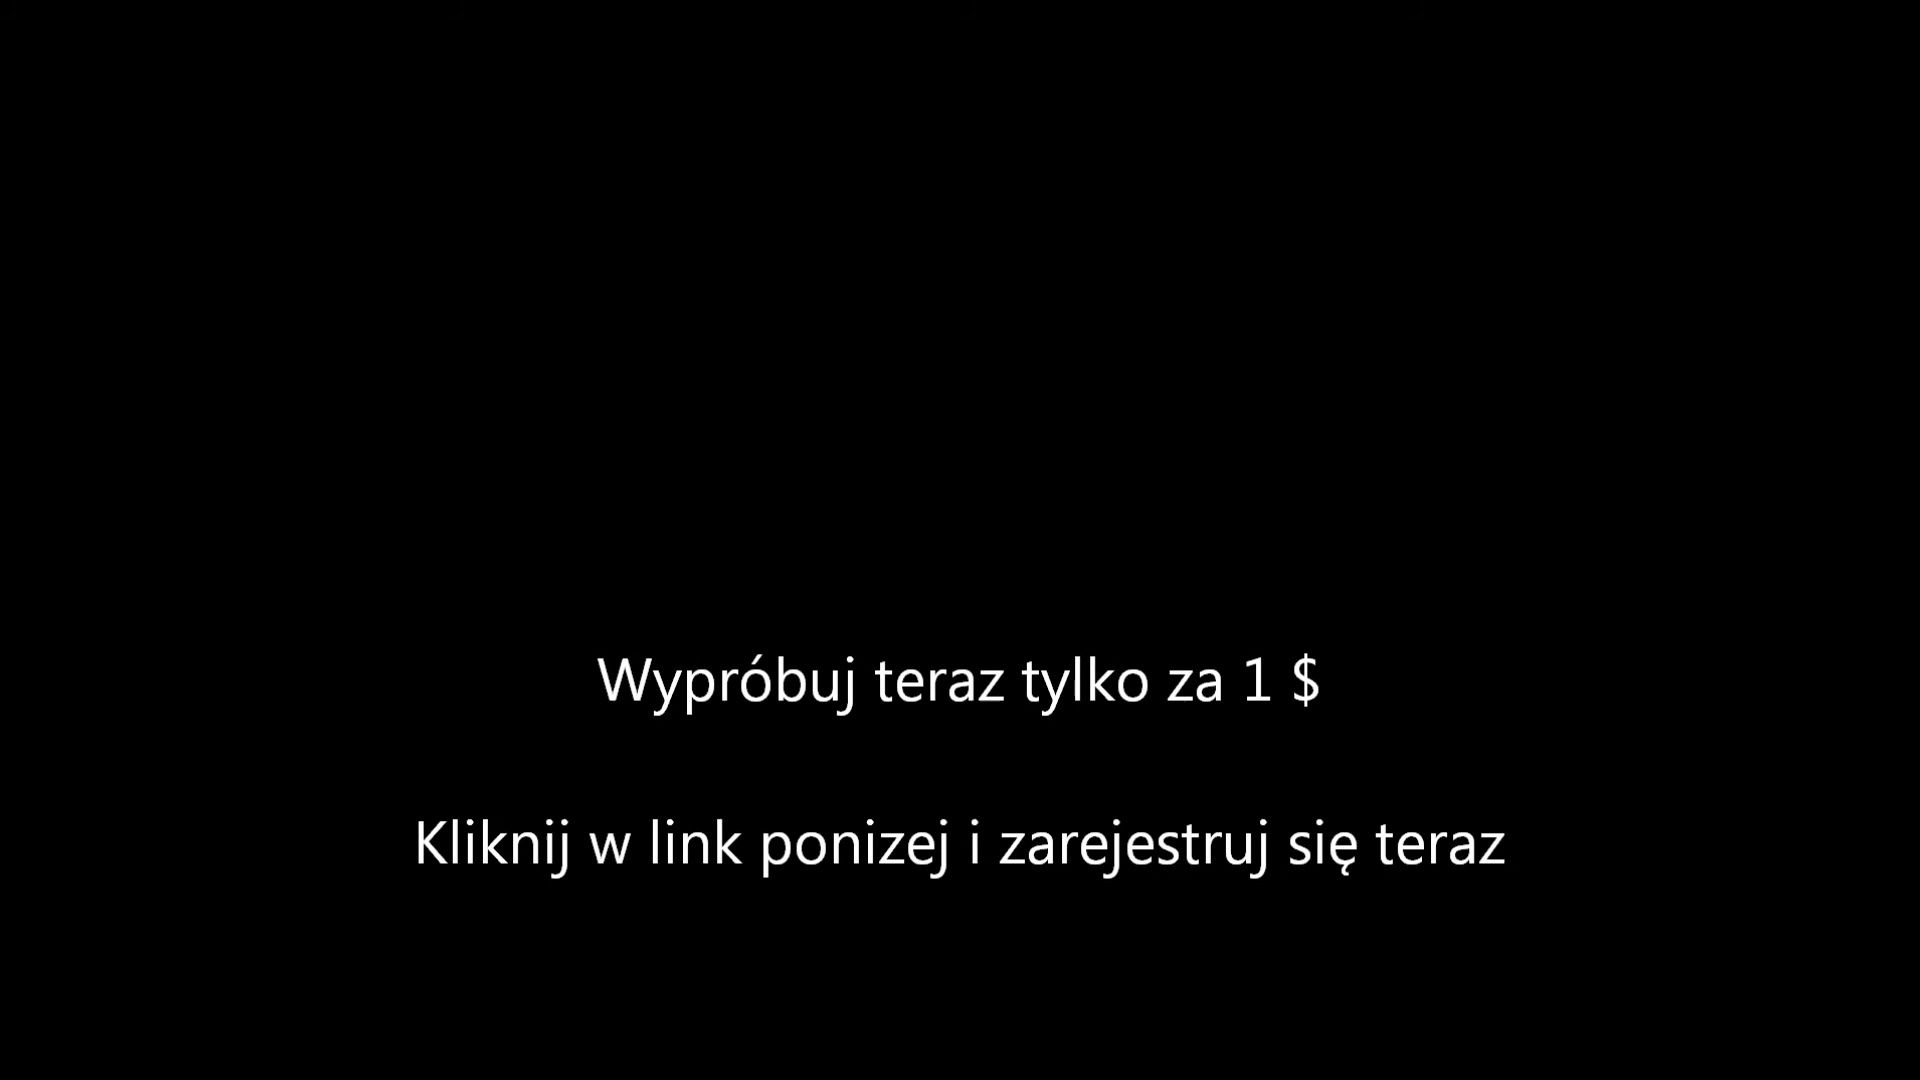 Wypróbuj teraz tylko za 1 $
Kliknij w link ponizej i zarejestruj się teraz